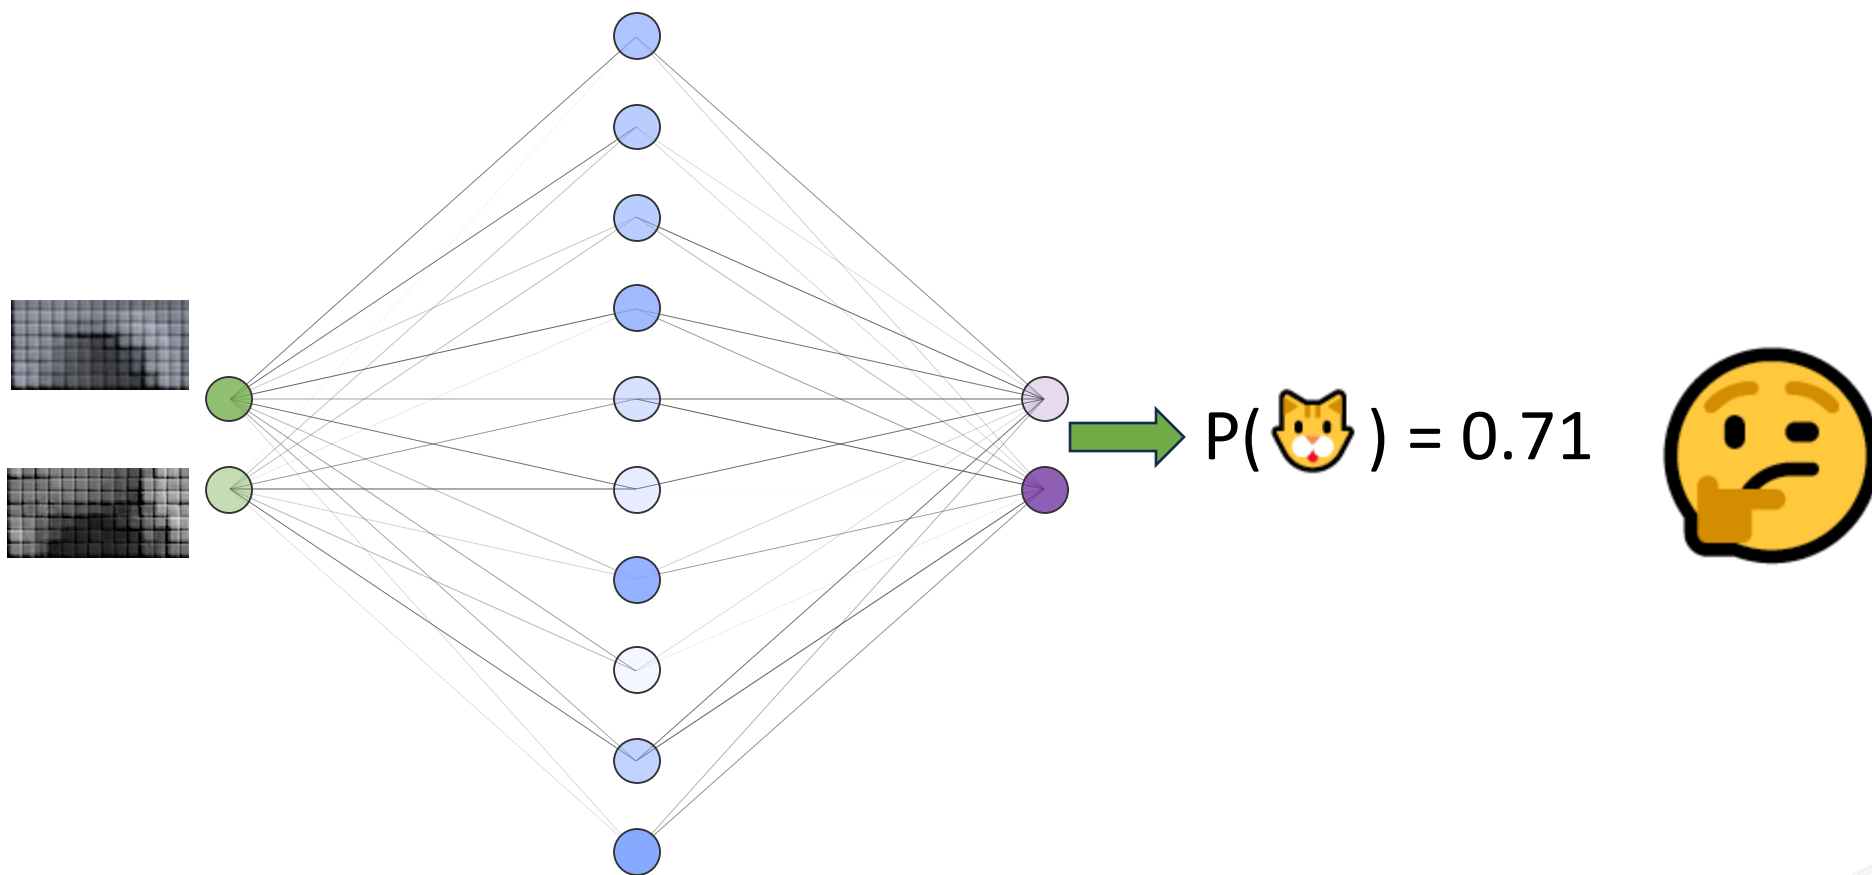 P(🐱) = 0.71